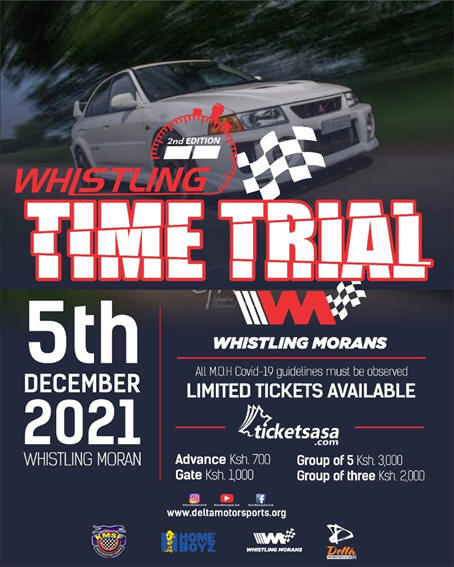 2nd EDITION
WHISTLING
TIME TRIAL
5th
DECEMBER
2021
WHISTLING MORAN
WM
WHISTLING MORANS
All M.O.H Covid-19 guidelines must be observed
LIMITED TICKETS AVAILABLE
ticketsasa
.com
Advance Ksh. 700
Gate Ksh. 1,000
Group of 5 Ksh. 3,000
Group of three Ksh. 2,000
www.deltamotorsports.org
KMSF
HOME
BOYZ
WHISTLING MORANS
Delta